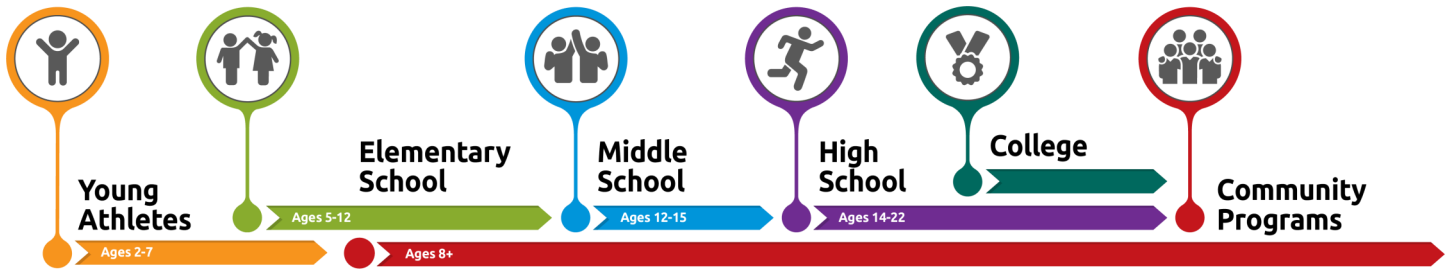 Young
Athletes
Ages 2-7
Elementary
School
Ages 5-12
Middle
School
Ages 12-15
High
School
Ages 14-22
College
Community
Programs
Ages 8+